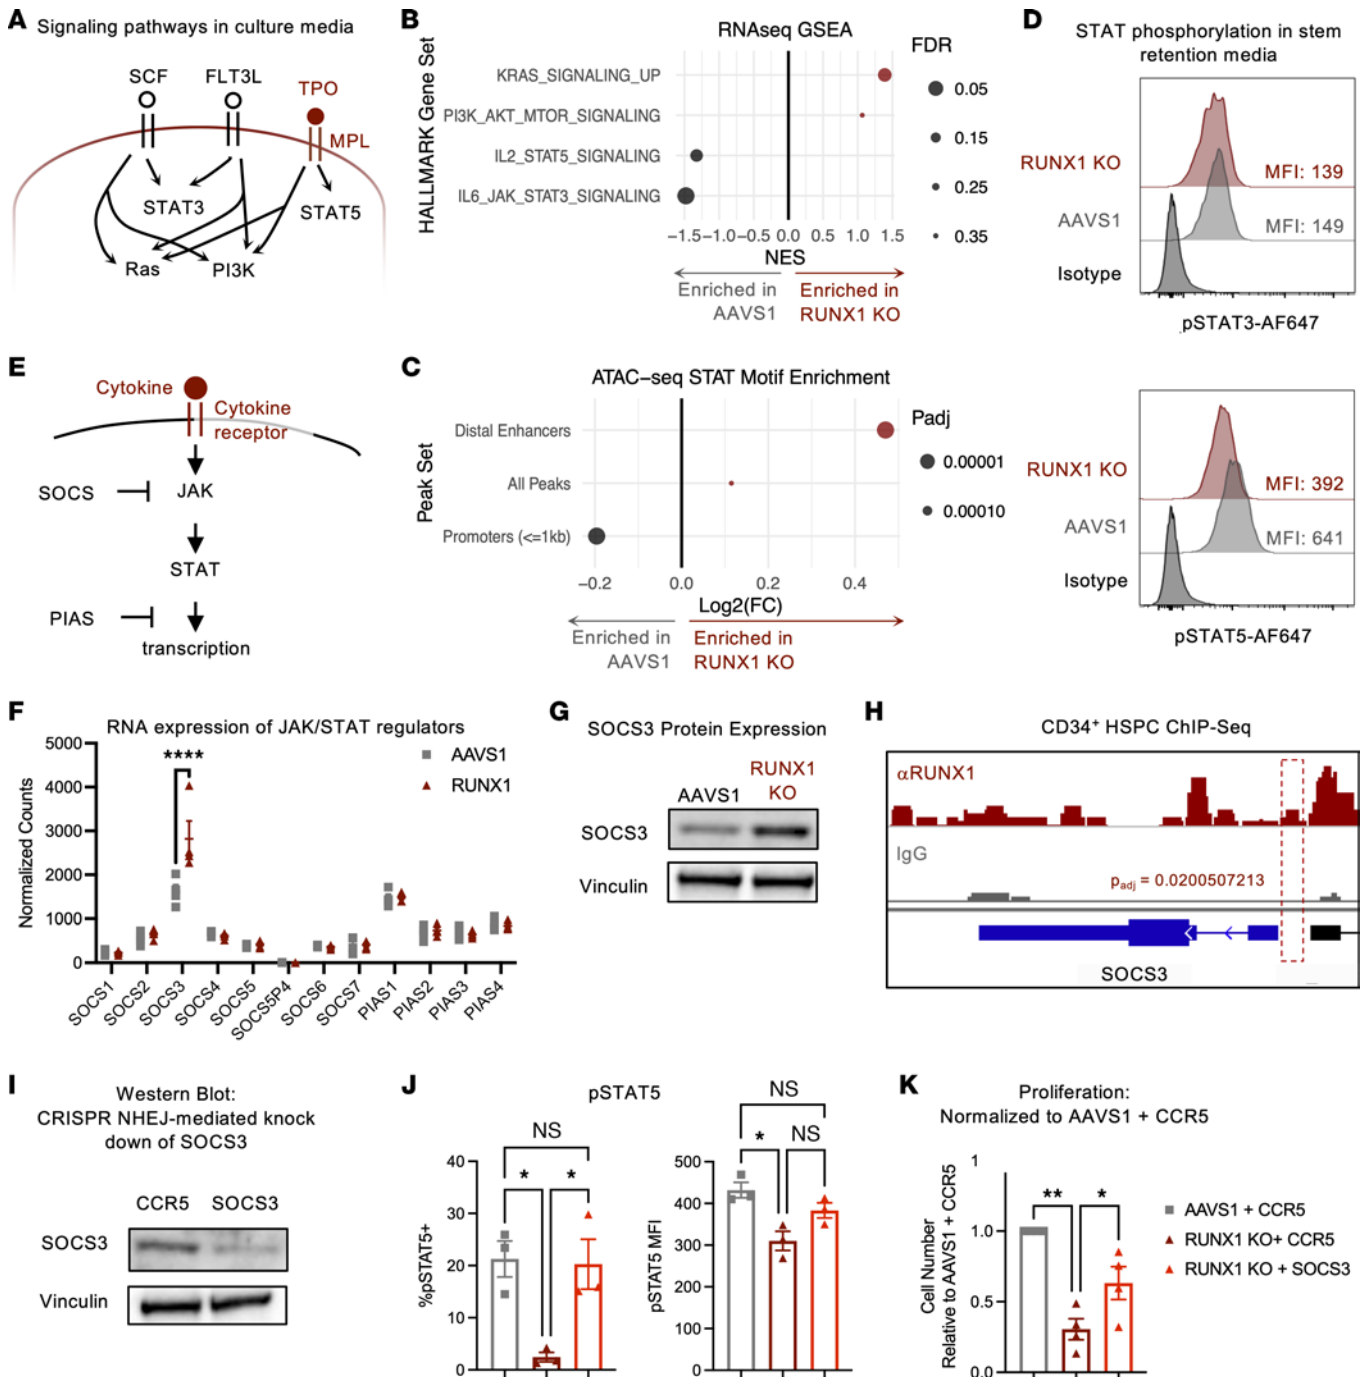 A Signaling pathways in culture media
SCF
FLT3L
TPO
MPL
STAT3
STAT5
Ras
PI3K
B
RNAseq GSEA
HALLMARK Gene Set
KRAS_SIGNALING_UP
PI3K_AKT_MTOR_SIGNALING
IL2_STAT5_SIGNALING
IL6_JAK_STAT3_SIGNALING
−1.5 −1.0 −0.5 0.0 0.5 1.0 1.5
NES
Enriched in
AAVS1
Enriched in
RUNX1 KO
FDR
0.05
0.15
0.25
0.35
D
STAT phosphorylation in stem
retention media
RUNX1 KO
MFI: 139
AAVS1
MFI: 149
Isotype
pSTAT3-AF647
RUNX1 KO
MFI: 392
AAVS1
MFI: 641
Isotype
pSTAT5-AF647
E
Cytokine
Cytokine
receptor
SOCS
JAK
STAT
PIAS
transcription
C
ATAC−seq STAT Motif Enrichment
Peak Set
Distal Enhancers
All Peaks
Promoters (<=1kb)
−0.2 0.0 0.2 0.4
Log2(FC)
Enriched in
AAVS1
Enriched in
RUNX1 KO
Padj
0.00001
0.00010
F
RNA expression of JAK/STAT regulators
Normalized Counts
5000
4000
3000
2000
1000
0
****
AAVS1
RUNX1
SOCS1
SOCS2
SOCS3
SOCS4
SOCS5
SOCS5P4
SOCS6
SOCS7
PIAS1
PIAS2
PIAS3
PIAS4
G
SOCS3 Protein Expression
AAVS1
RUNX1
KO
SOCS3
Vinculin
H
CD34+ HSPC ChIP-Seq
αRUNX1
IgG
padj = 0.0200507213
SOCS3
I
Western Blot:
CRISPR NHEJ-mediated knock
down of SOCS3
CCR5 SOCS3
SOCS3
Vinculin
J
pSTAT5
%pSTAT5+
40
30
20
10
0
NS
* *
pSTAT5 MFI
500
400
300
200
100
0
NS
* NS
K
Proliferation:
Normalized to AAVS1 + CCR5
Cell Number
Relative to AAVS1 + CCR5
1
1.0
0.5
0.0
** *
AAVS1 + CCR5
RUNX1 KO+ CCR5
RUNX1 KO + SOCS3